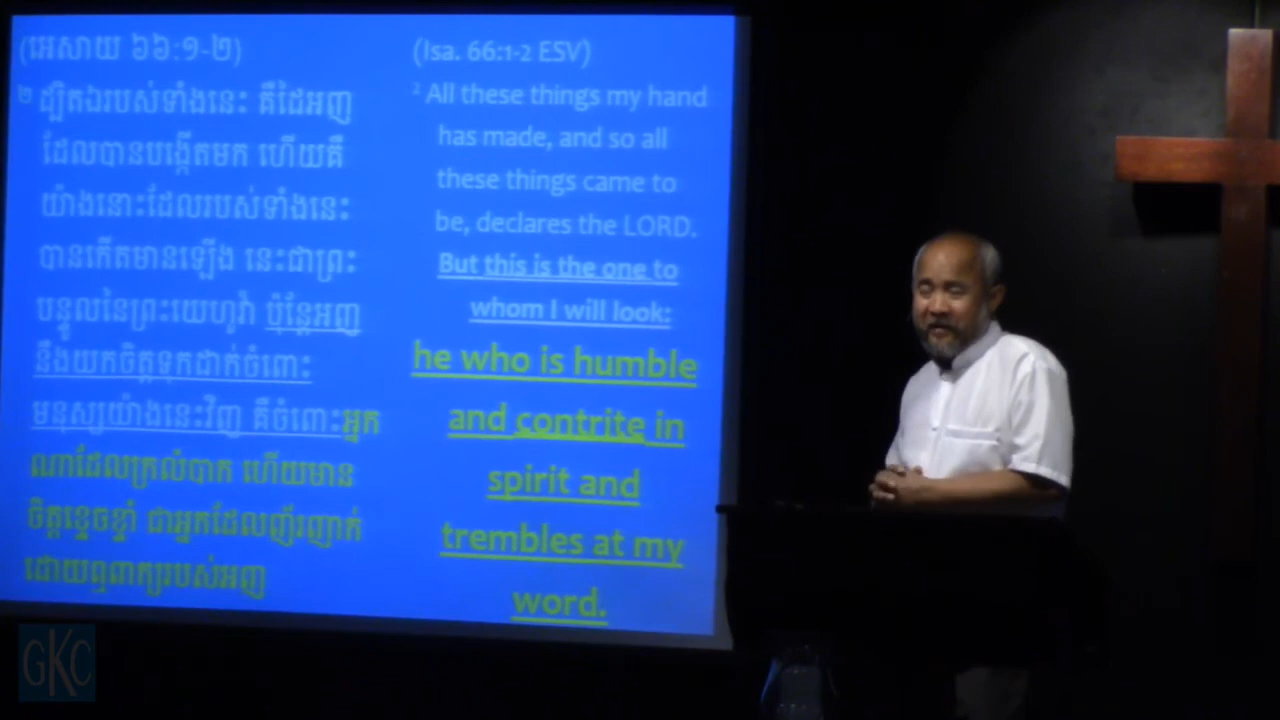 (អេសាយ ៦៦:១-២)
២ ដ្បិតឯរបស់ទាំងនេះ គឺដៃអញ
ដែលបានបង្កើតមក ហើយគឺ
យ៉ាងនោះដែលរបស់ទាំងនេះ
បានកើតមានឡើង នេះជាព្រះ
បន្ទូលនៃព្រះយេហូវ៉ា ប៉ុន្តែអញ
នឹងយកចិត្តទុកដាក់ចំពោះ
មនុស្សយ៉ាងនេះវិញ គឺចំពោះអ្នក
ណាដែលក្រលំបាក ហើយមាន
ចិត្តខ្ទេចខ្ទាំ ជាអ្នកដែលញ័រញាក់
ដោយឮពាក្យរបស់អញ
(Isa. 66:1-2 ESV)
2 All these things my hand
has made, and so all
these things came to
be, declares the LORD.
But this is the one to
whom I will look:
he who is humble
and contrite in
spirit and
trembles at my
word.
GKC